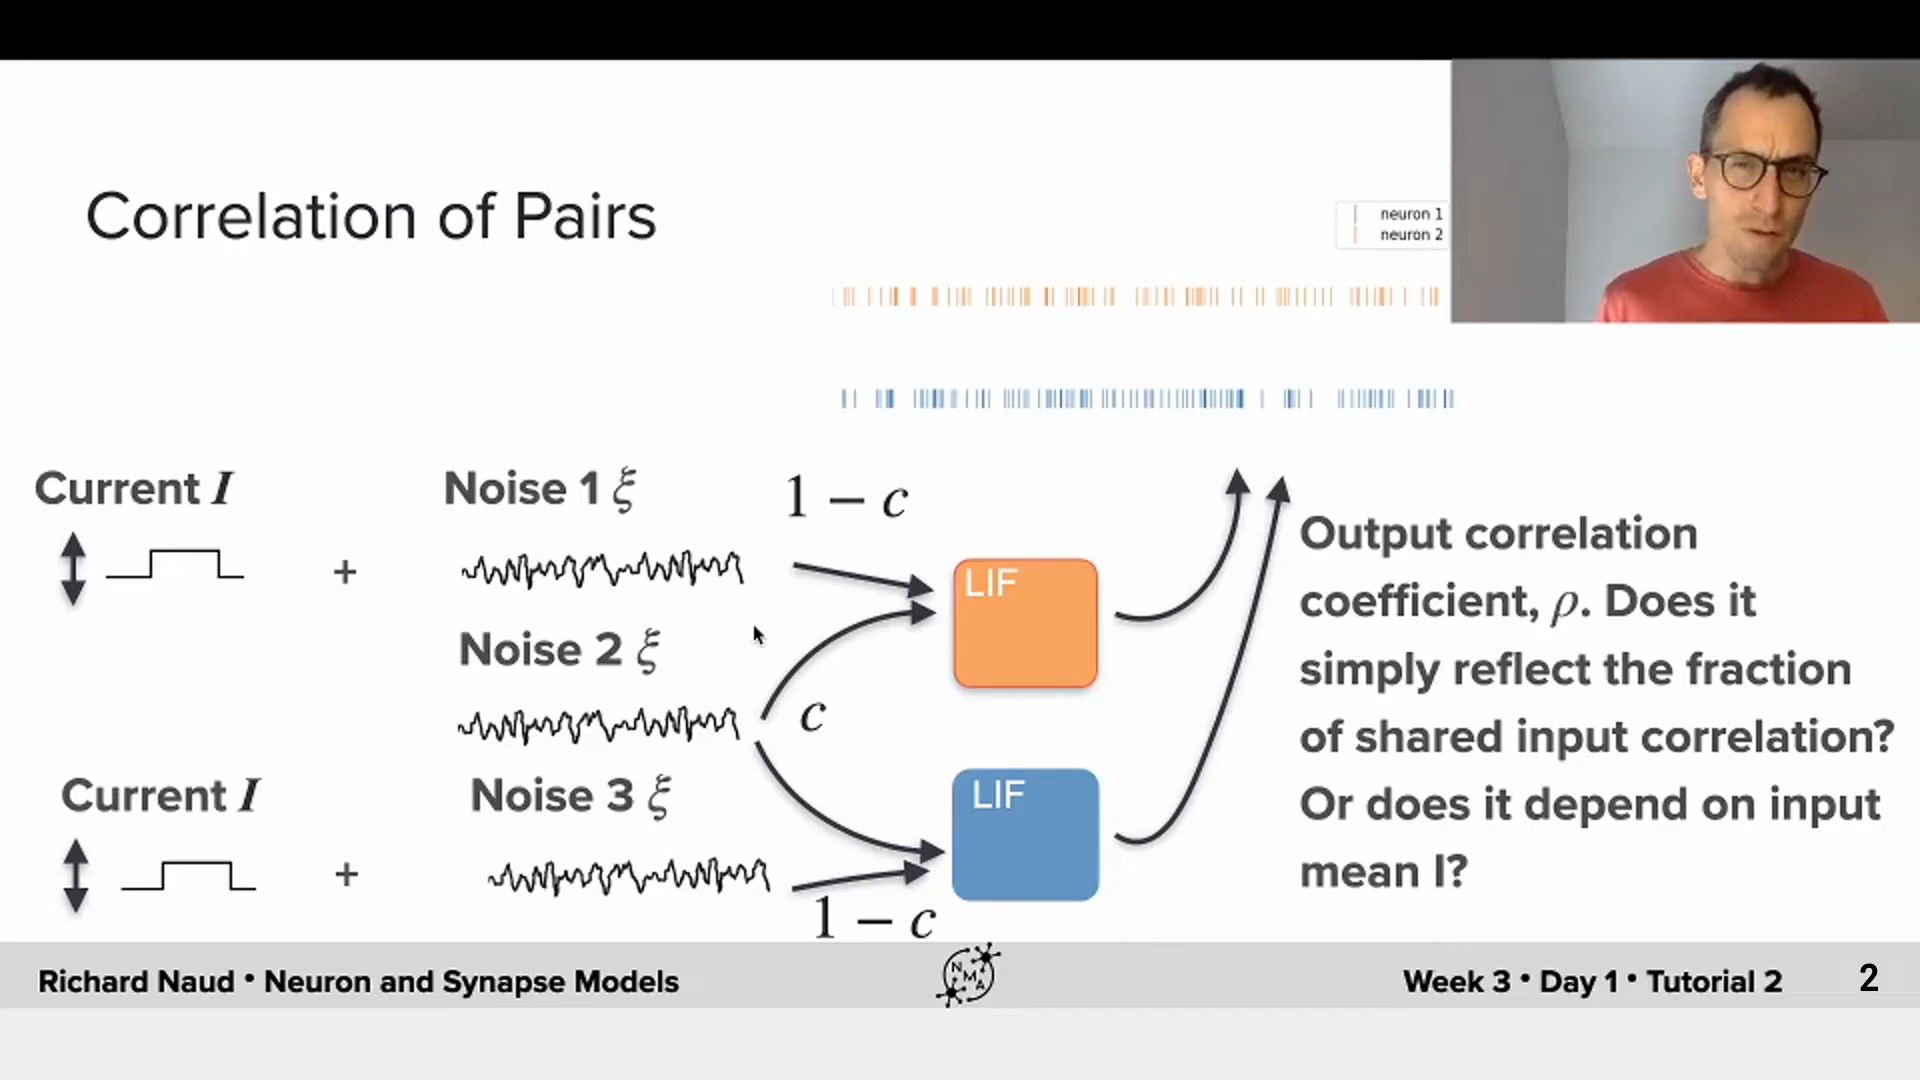 Correlation of Pairs
neuron 1
neuron 2
Current I
Noise 1 ξ
1 − c
+
LIF
Noise 2 ξ
c
Current I
Noise 3 ξ
LIF
+
1 − c
Output correlation
coefficient, ρ. Does it
simply reflect the fraction
of shared input correlation?
Or does it depend on input
mean I?
Richard Naud • Neuron and Synapse Models
N M A
Week 3 • Day 1 • Tutorial 2
2